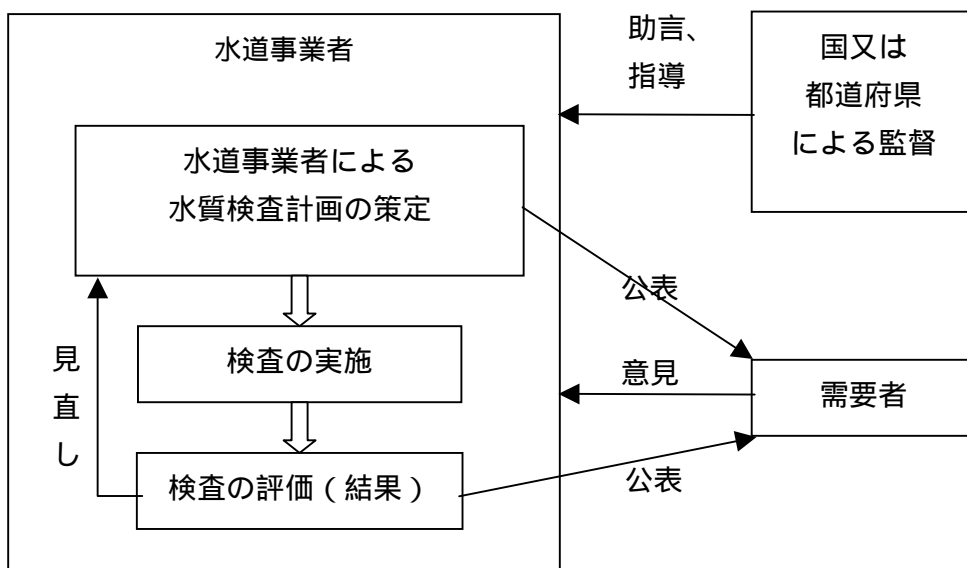 水道事業者
助言、
指導
国又は
都道府県
による監督
水道事業者による
水質検査計画の策定
公表
見直し
検査の実施
意見
需要者
検査の評価（結果）
公表